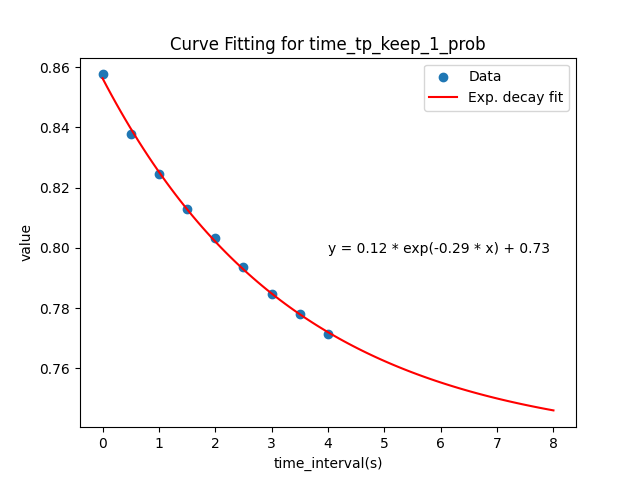 Curve Fitting for time_tp_keep_1_prob
Data
Exp. decay fit
y = 0.12 * exp(-0.29 * x) + 0.73
value
0.86
0.84
0.82
0.80
0.78
0.76
0 1 2 3 4 5 6 7 8
time_interval(s)